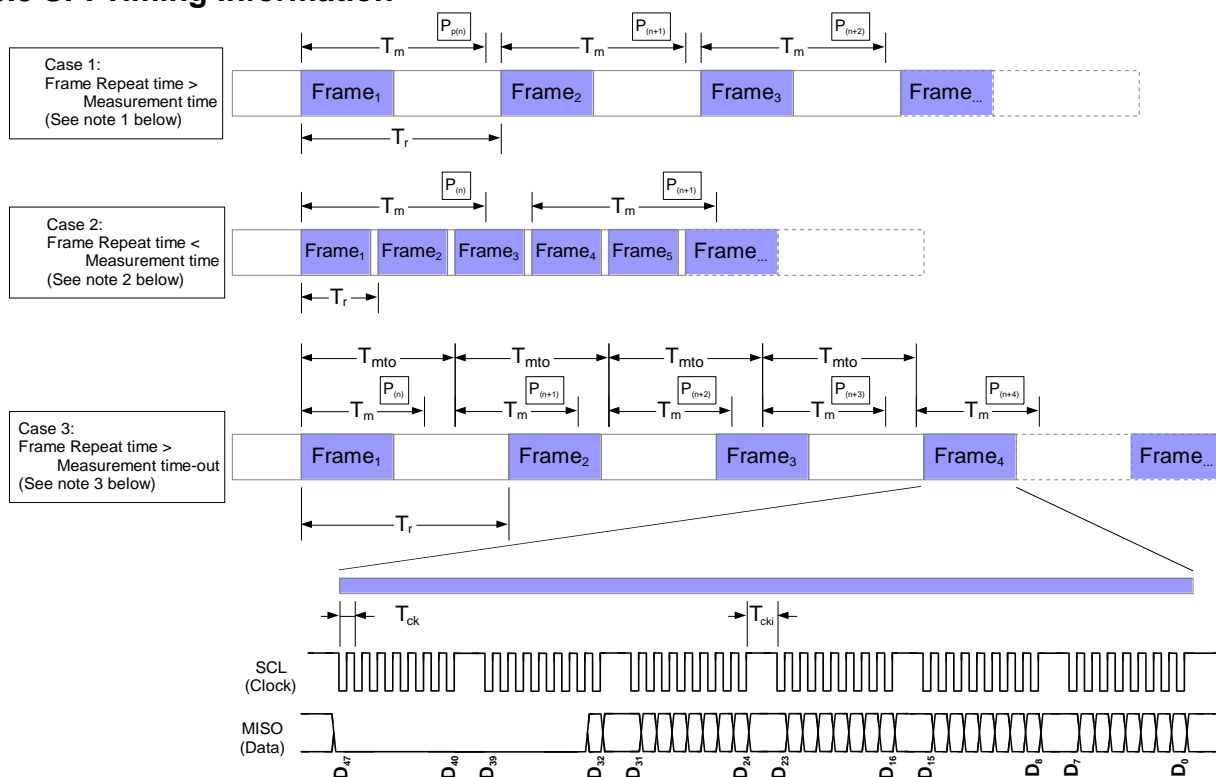 Case 1:
Frame Repeat time >
Measurement time
(See note 1 below)
Tm Pp(n) Tm P(n+1) Tm P(n+2)
Frame1 Frame2 Frame3 Frame...
Tr
Case 2:
Frame Repeat time <
Measurement time
(See note 2 below)
Tm P(n) Tm P(n+1)
Frame1 Frame2 Frame3 Frame4 Frame5 Frame...
Tr
Tmto Tmto Tmto Tmto
Tm P(n) Tm P(n+1) Tm P(n+2) Tm P(n+3) Tm P(n+4)
Case 3:
Frame Repeat time >
Measurement time-out
(See note 3 below)
Frame1 Frame2 Frame3 Frame4 Frame...
Tr
Tck Tcki
SCL
(Clock)
MISO
(Data)
D47 D40 D39 D32 D31 D24 D23 D16 D15 D8 D7 D0